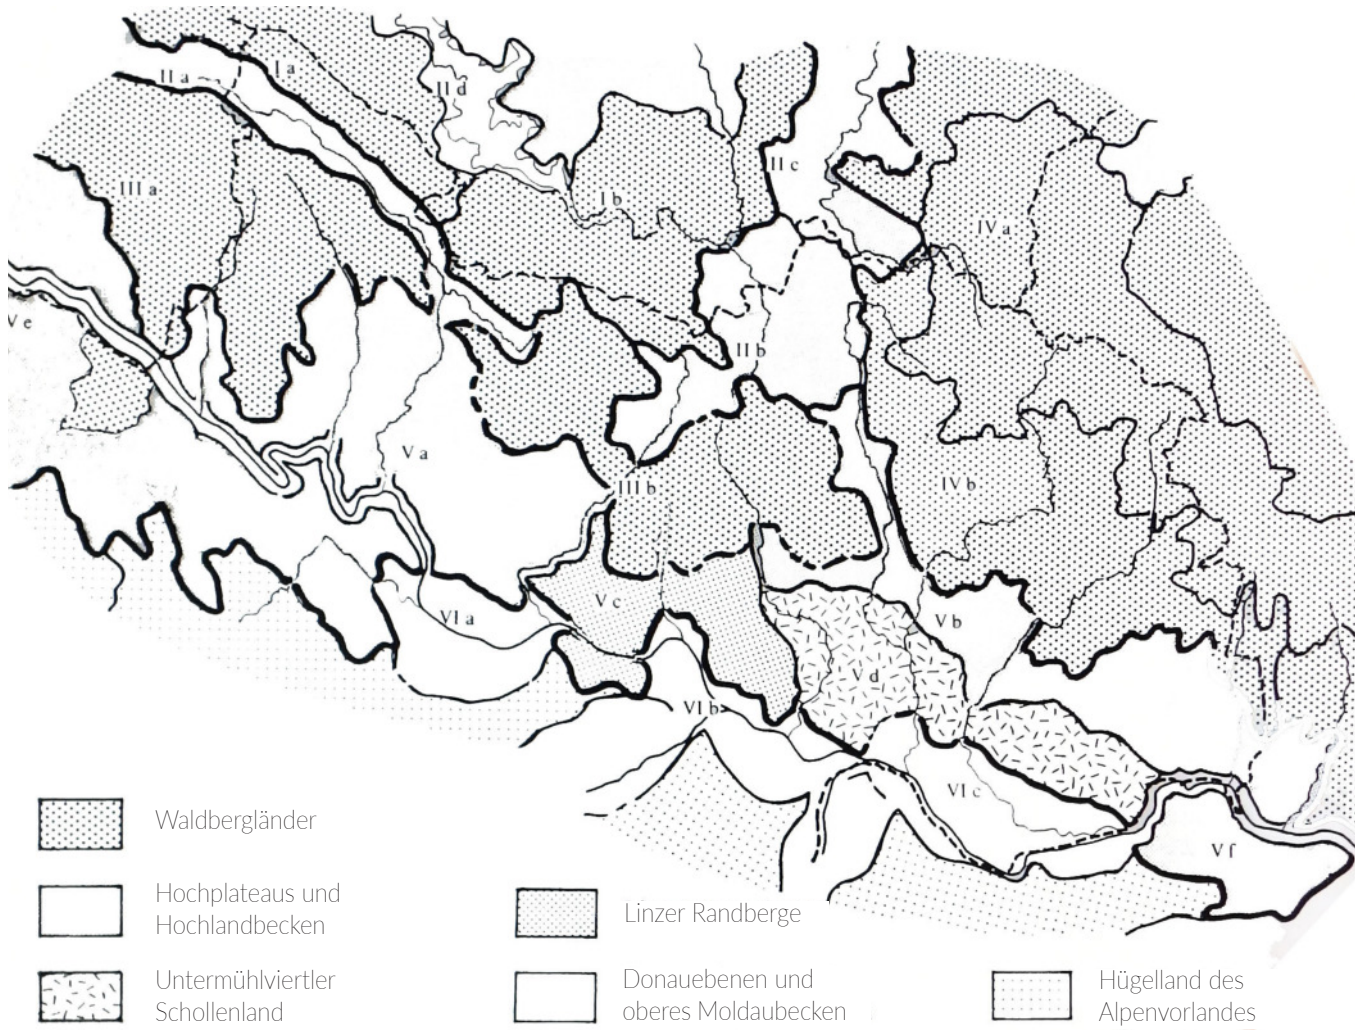 I a
II a
II d
II c
III a
I b
IV a
V e
II b
V a
III b
IV b
V c
VI a
V b
V d
VI b
VI c
V f
Waldbergländer
Hochplateaus und
Hochlandbecken
Linzer Randberge
Untermühlviertler
Schollenland
Donauebenen und
oberes Moldaubecken
Hügelland des
Alpenvorlandes